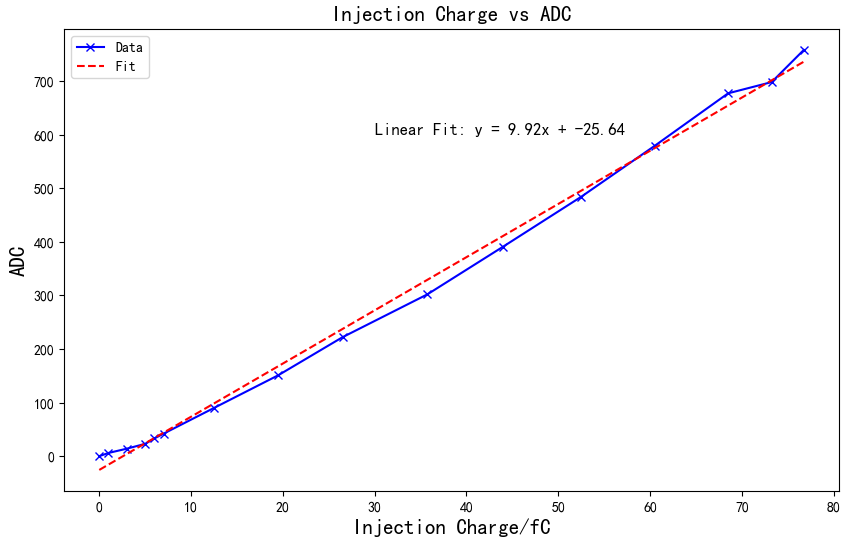 Injection Charge vs ADC
Data
Fit
Linear Fit: y = 9.92x + -25.64
ADC
700
600
500
400
300
200
100
0
0 10 20 30 40 50 60 70 80
Injection Charge/fC